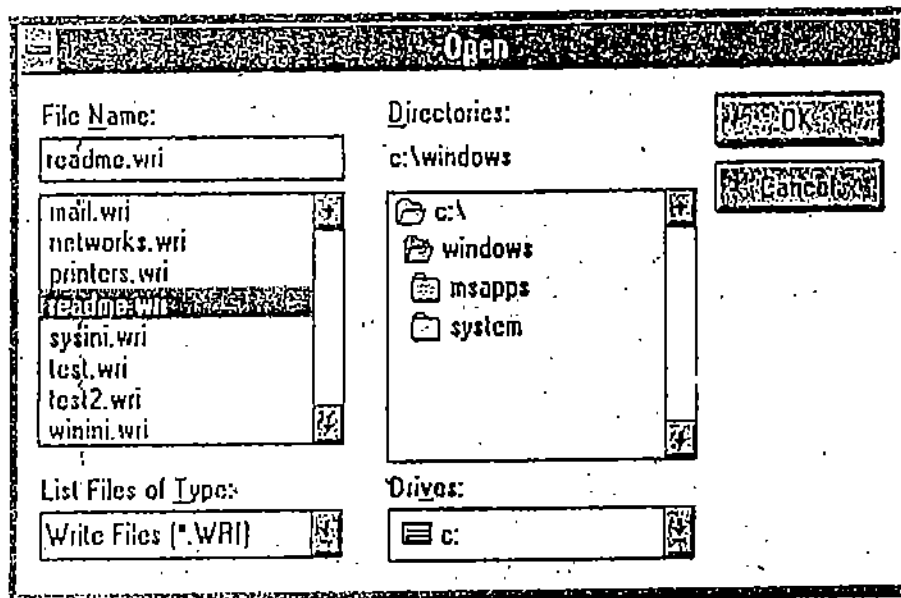 Open
File Name:
readme.wri
mail.wri
networks.wri
printers.wri
readme.wri
sysini.wri
test.wri
test2.wri
winini.wri
List Files of Type:
Write Files (*.WRI)
Directories:
c:\windows
c:\
windows
msapps
system
Drives:
c:
OK
Cancel